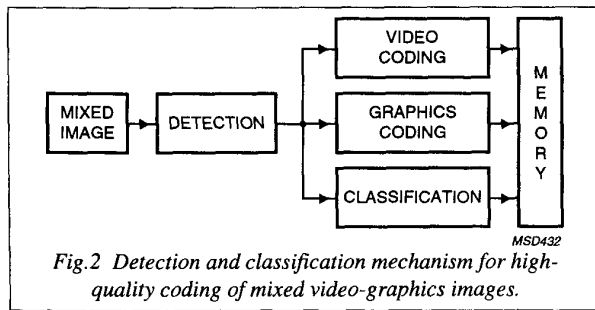 VIDEO
CODING
MIXED
IMAGE
DETECTION
GRAPHICS
CODING
CLASSIFICATION
MEMORY
MSD432
Fig.2 Detection and classification mechanism for high-
quality coding of mixed video-graphics images.